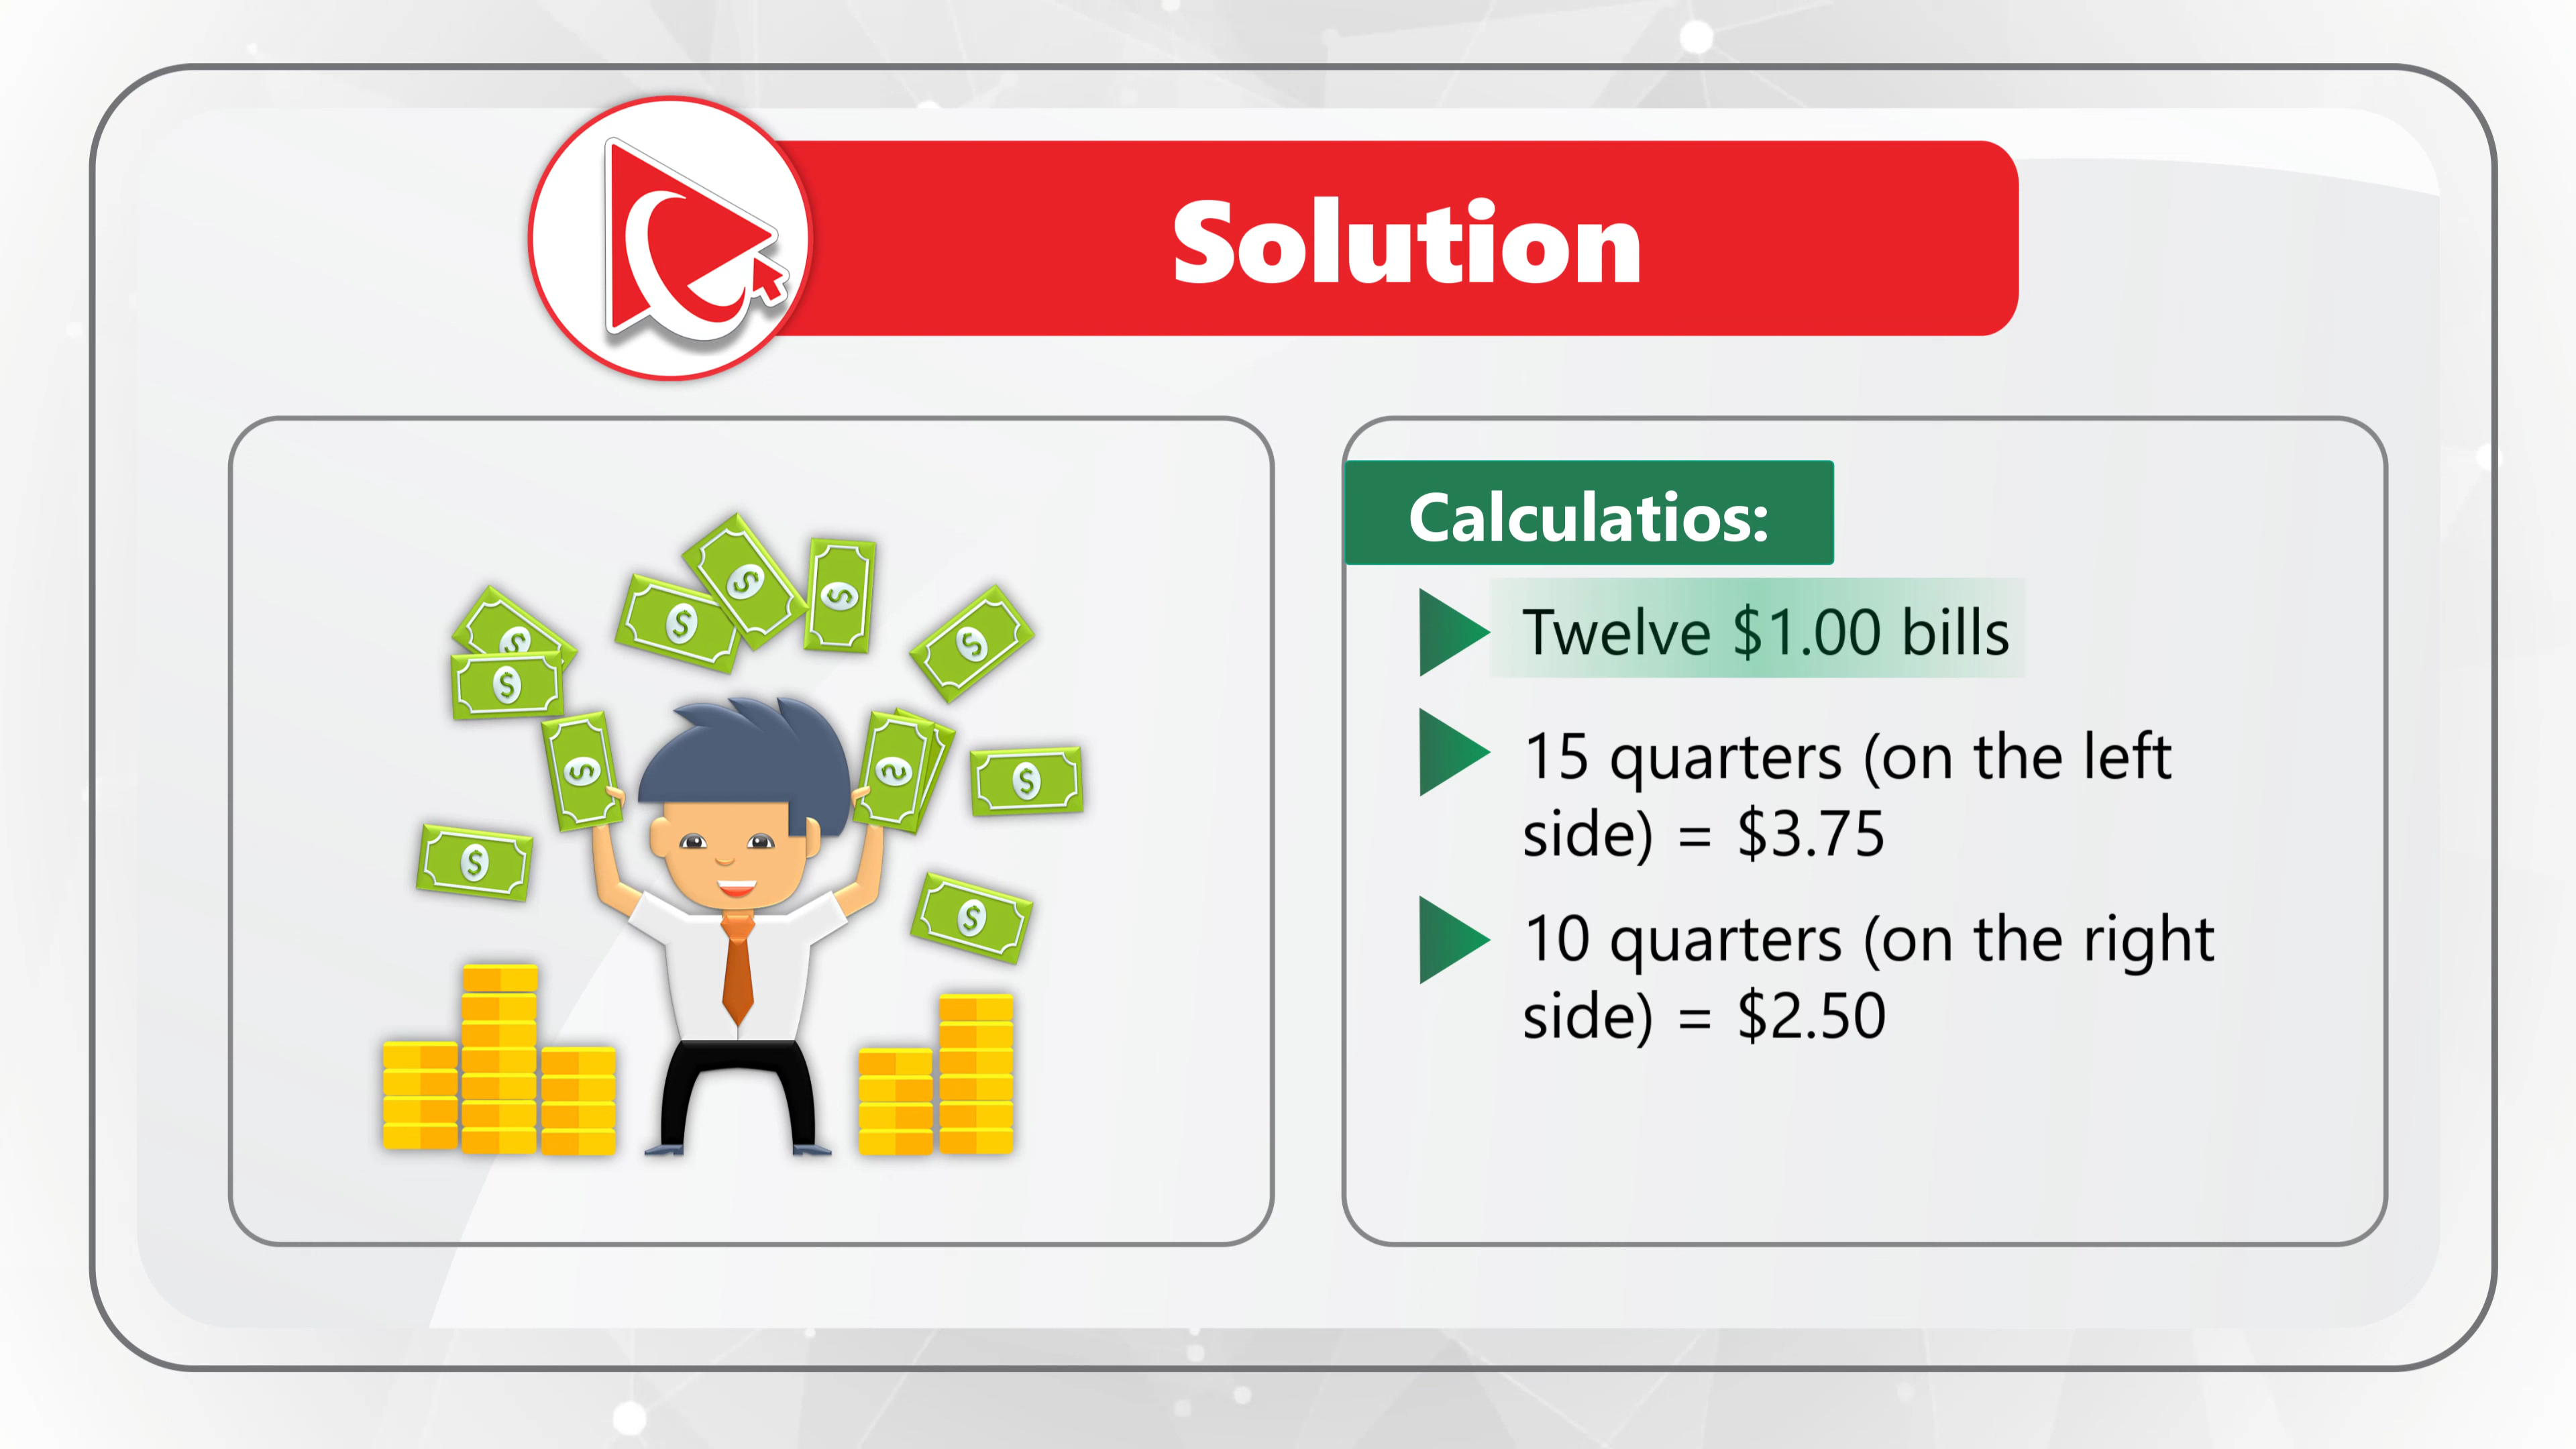 Solution
Calculatios:
Twelve $1.00 bills
15 quarters (on the left
side) = $3.75
10 quarters (on the right
side) = $2.50